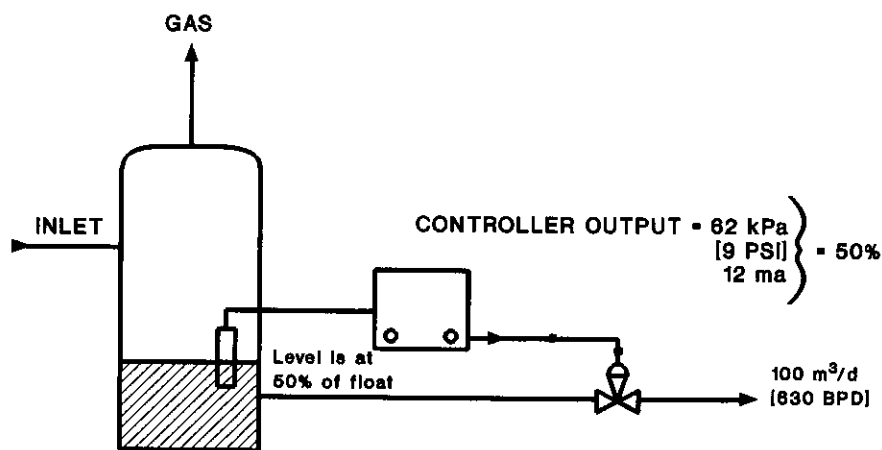 GAS
INLET
CONTROLLER OUTPUT = 62 kPa
[9 PSI]
12 ma
= 50%
Level is at
50% of float
100 m³/d
[630 BPD]